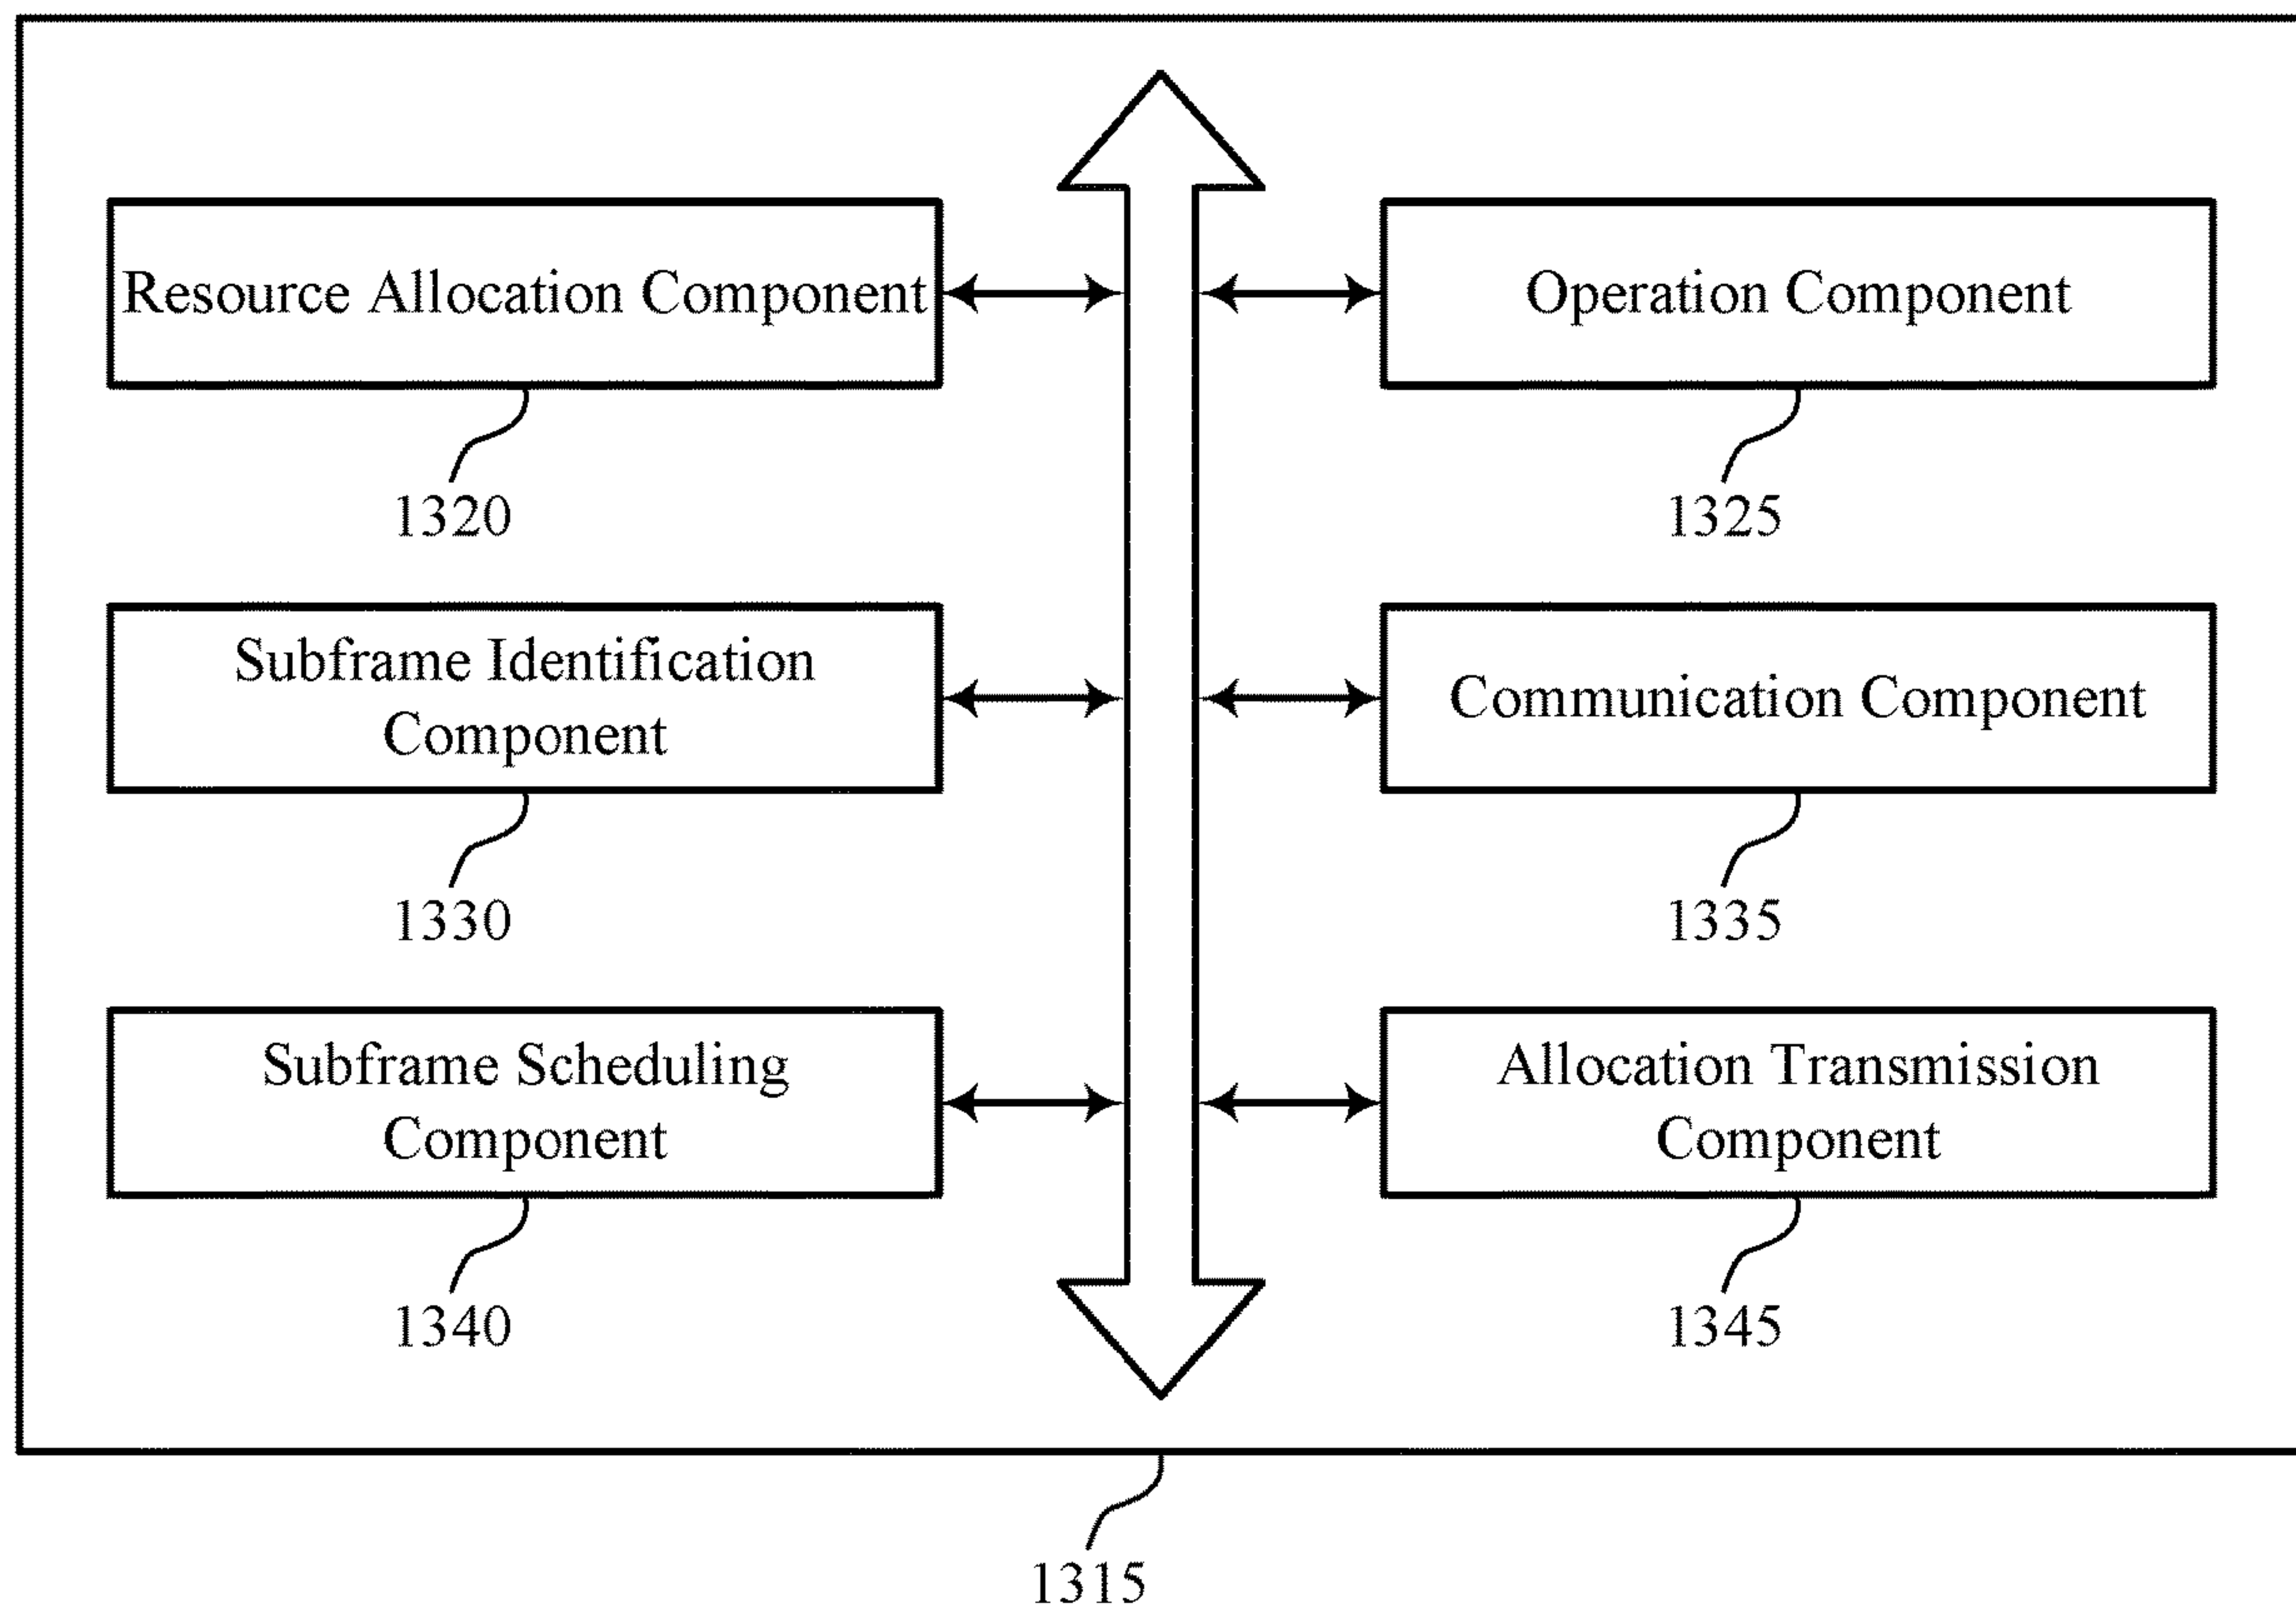 Resource Allocation Component
Operation Component
1320
1325
Subframe Identification
Component
Communication Component
1330
1335
Subframe Scheduling
Component
Allocation Transmission
Component
1340
1345
1315